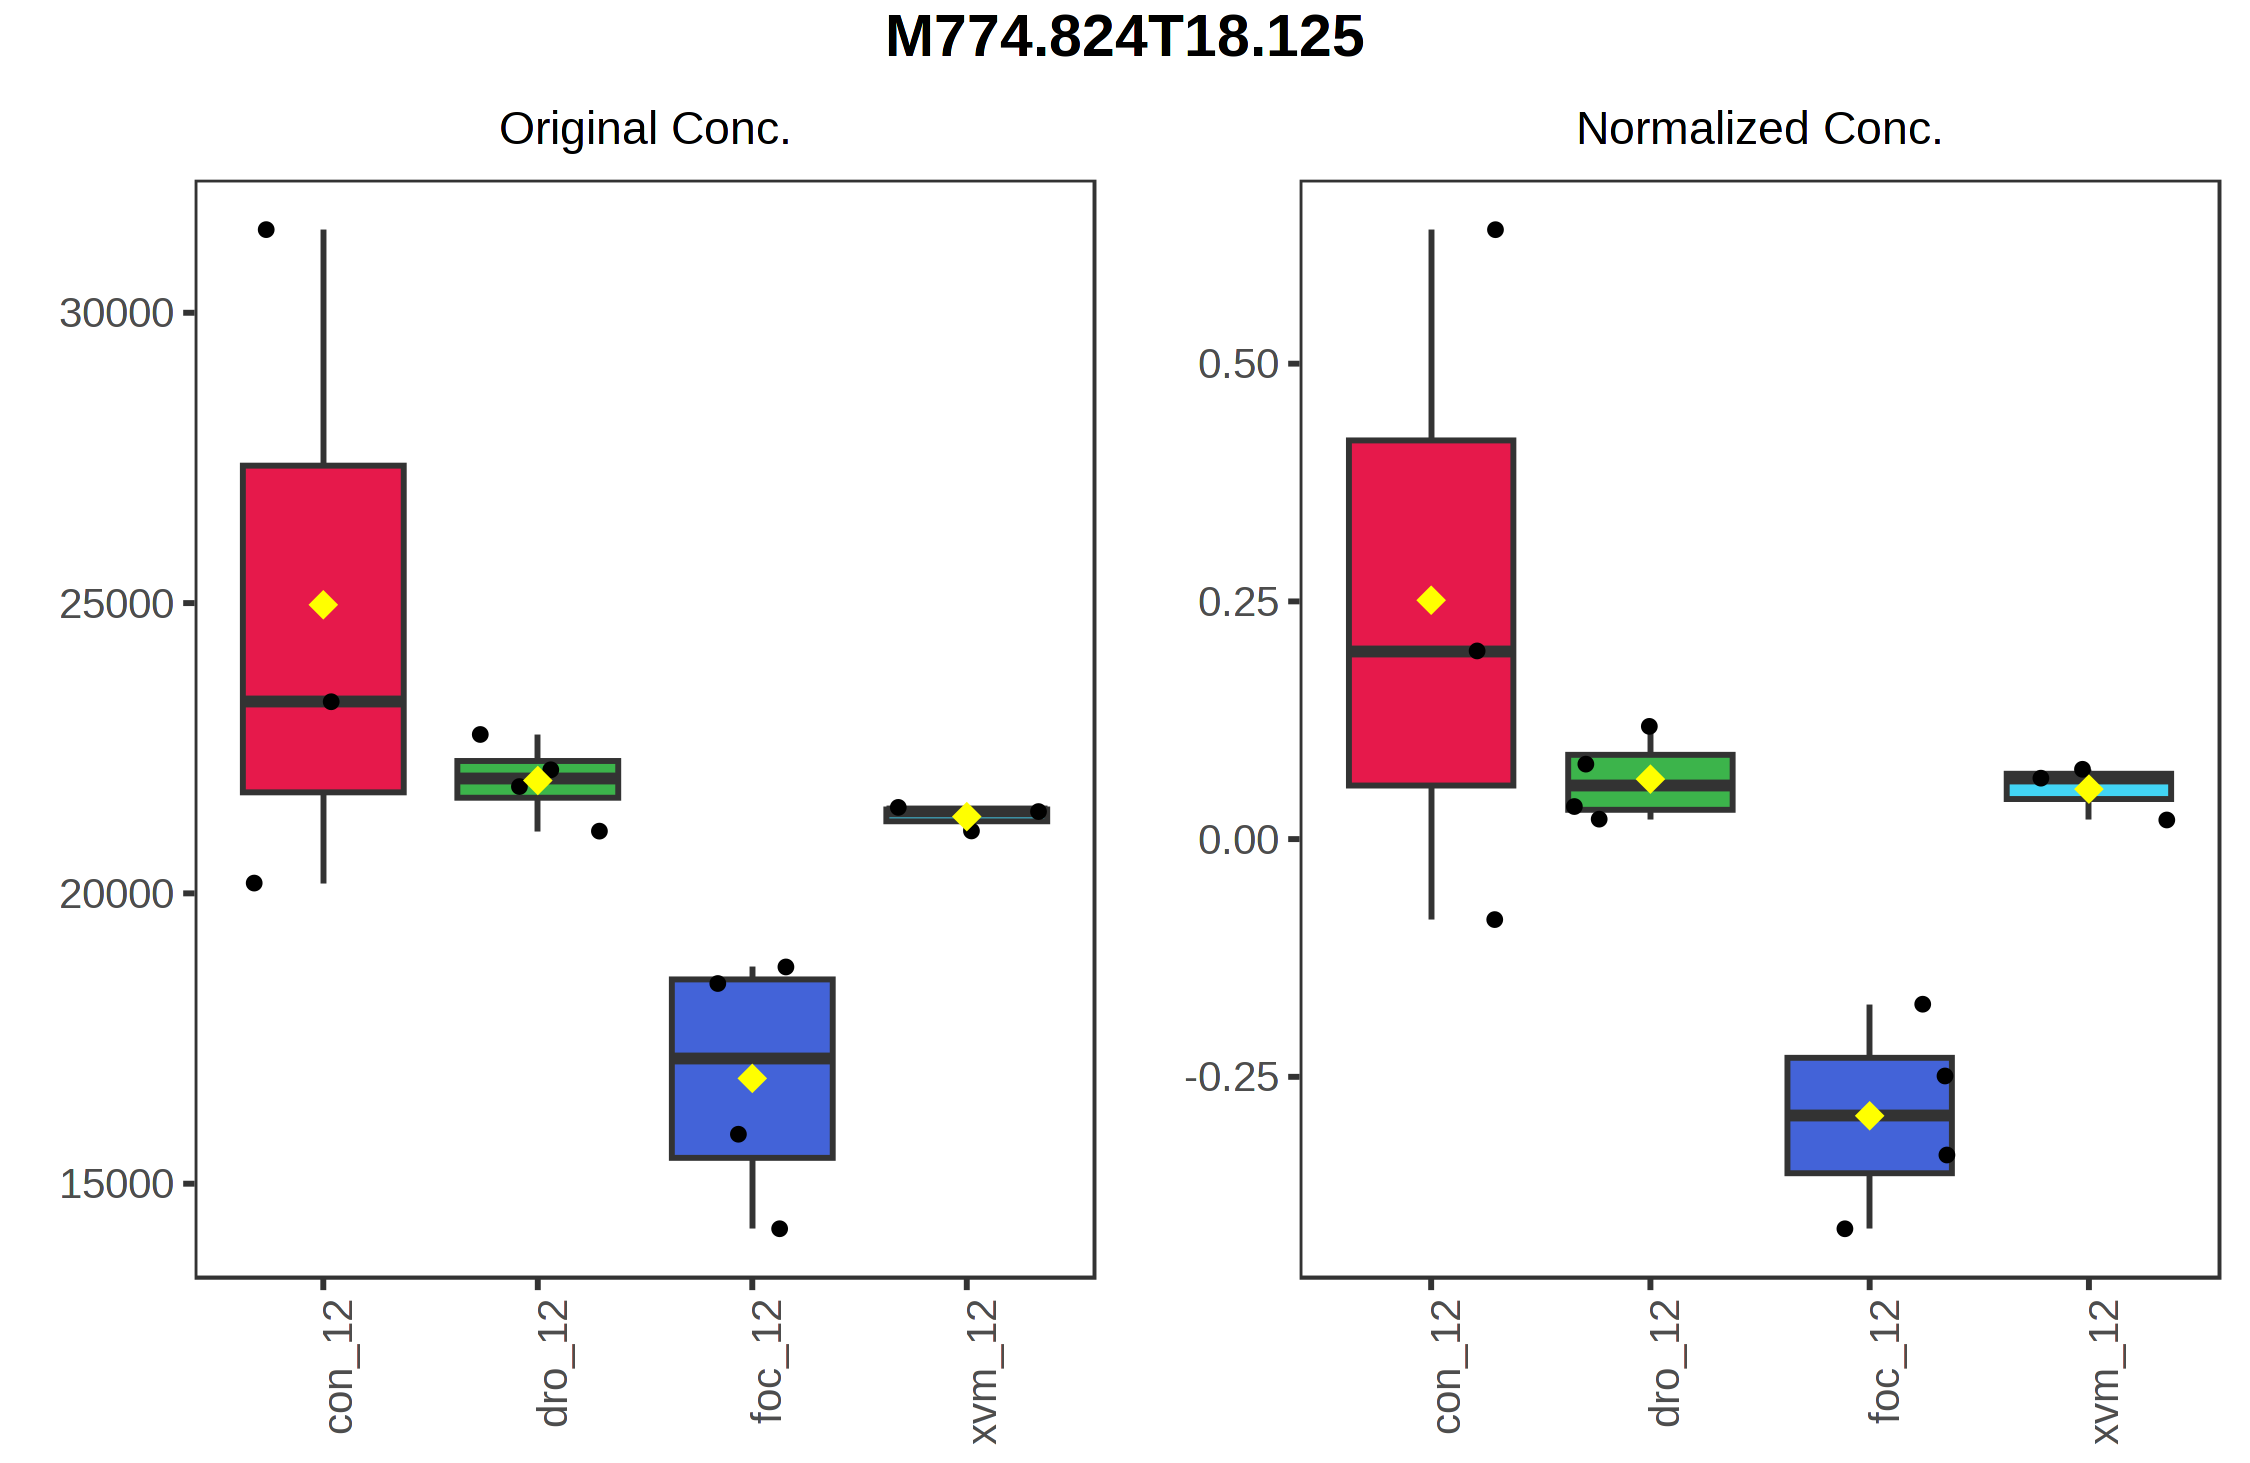 M774.824T18.125
Original Conc.
30000
25000
20000
15000
con_12
dro_12
foc_12
xvm_12
Normalized Conc.
0.50
0.25
0.00
-0.25
con_12
dro_12
foc_12
xvm_12